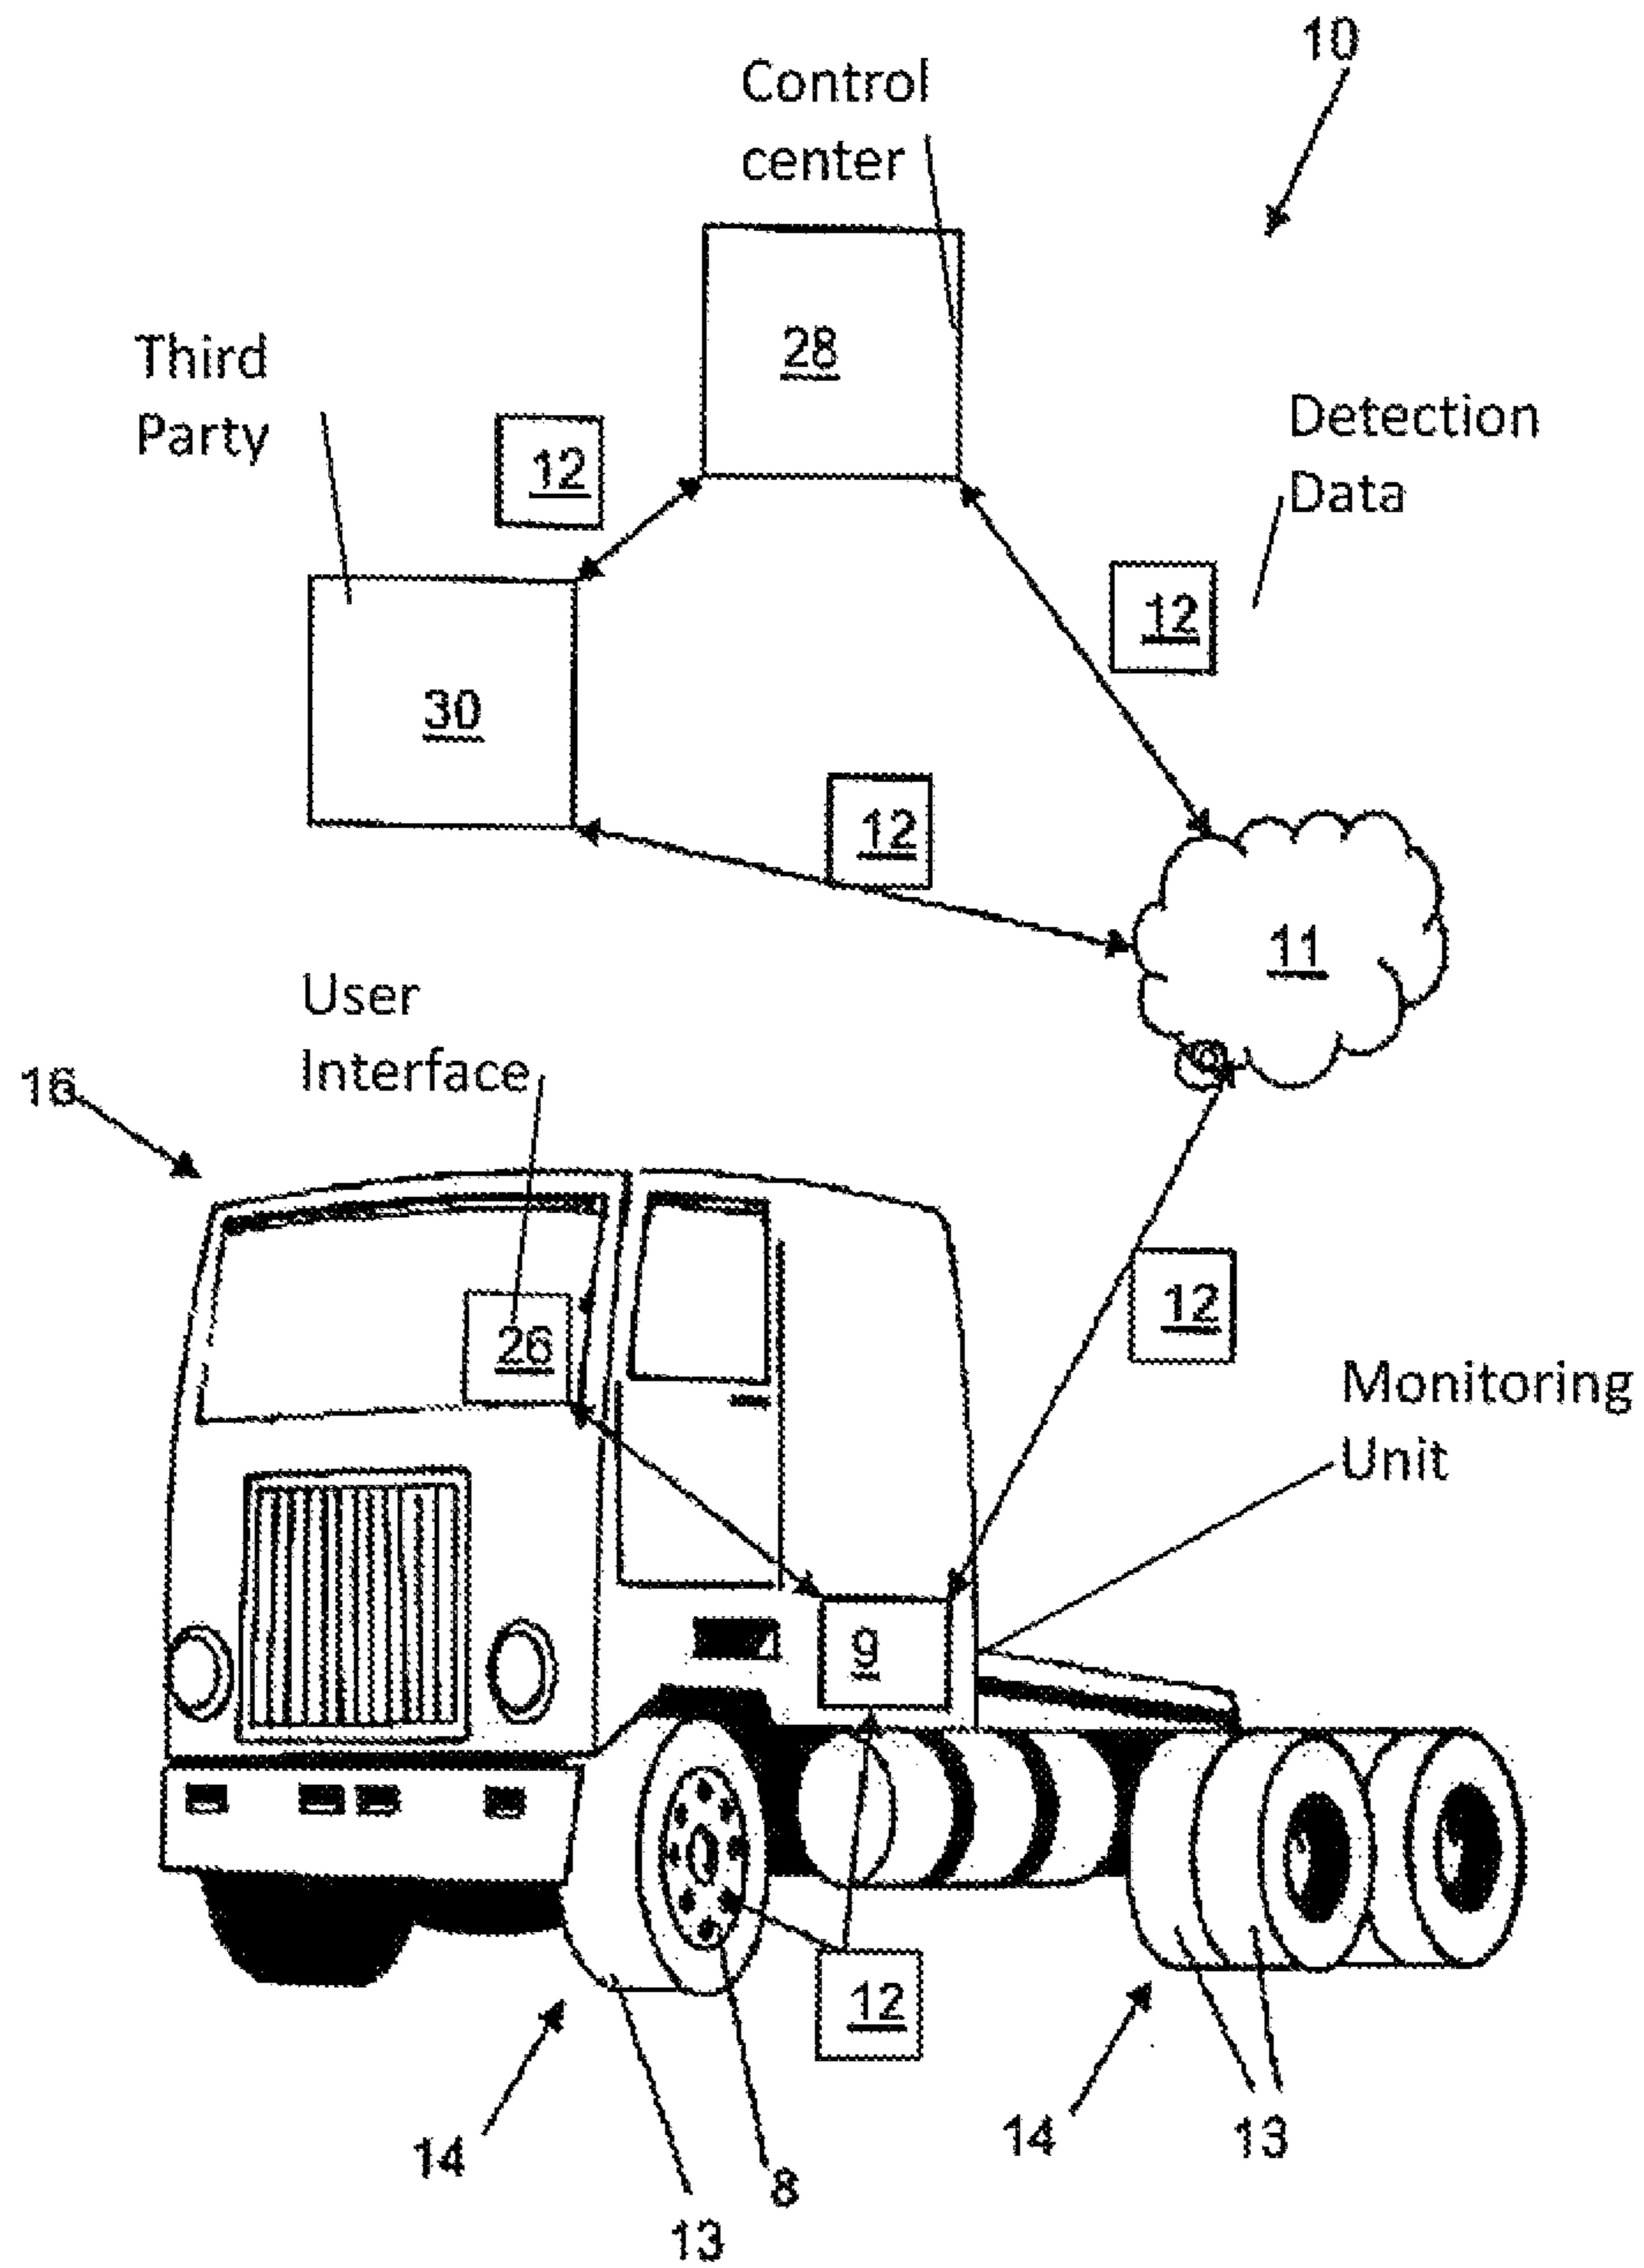 10
Control
center
28
Third
Party
12
Detection
Data
12
30
12
11
User
Interface
16
26
12
Monitoring
Unit
9
12
14
13
14
8
13